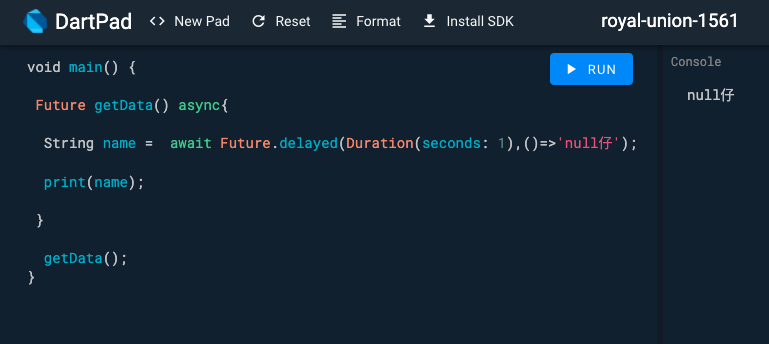 DartPad <> New Pad Reset Format Install SDK royal-union-1561
void main() {
RUN
Console
null仔
Future getData() async{
String name = await Future.delayed(Duration(seconds: 1),()=>'null仔');
print(name);
}
getData();
}